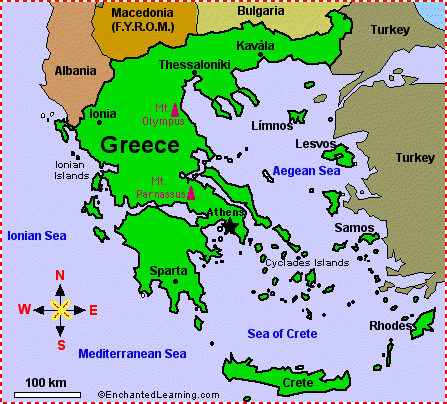 Macedonia
(F.Y.R.O.M.)
Bulgaria
Turkey
Kavála
Albania
Thessaloníki
Mt.
Olympus
Ionia
Límnos
Greece
Lesvos
Turkey
Ionian
Islands
Aegean Sea
Mt.
Parnassus
Athens
Samos
Ionian Sea
Cyclades Islands
Sparta
N
W
E
S
Rhodes
Sea of Crete
Mediterranean Sea
Crete
100 km
©EnchantedLearning.com